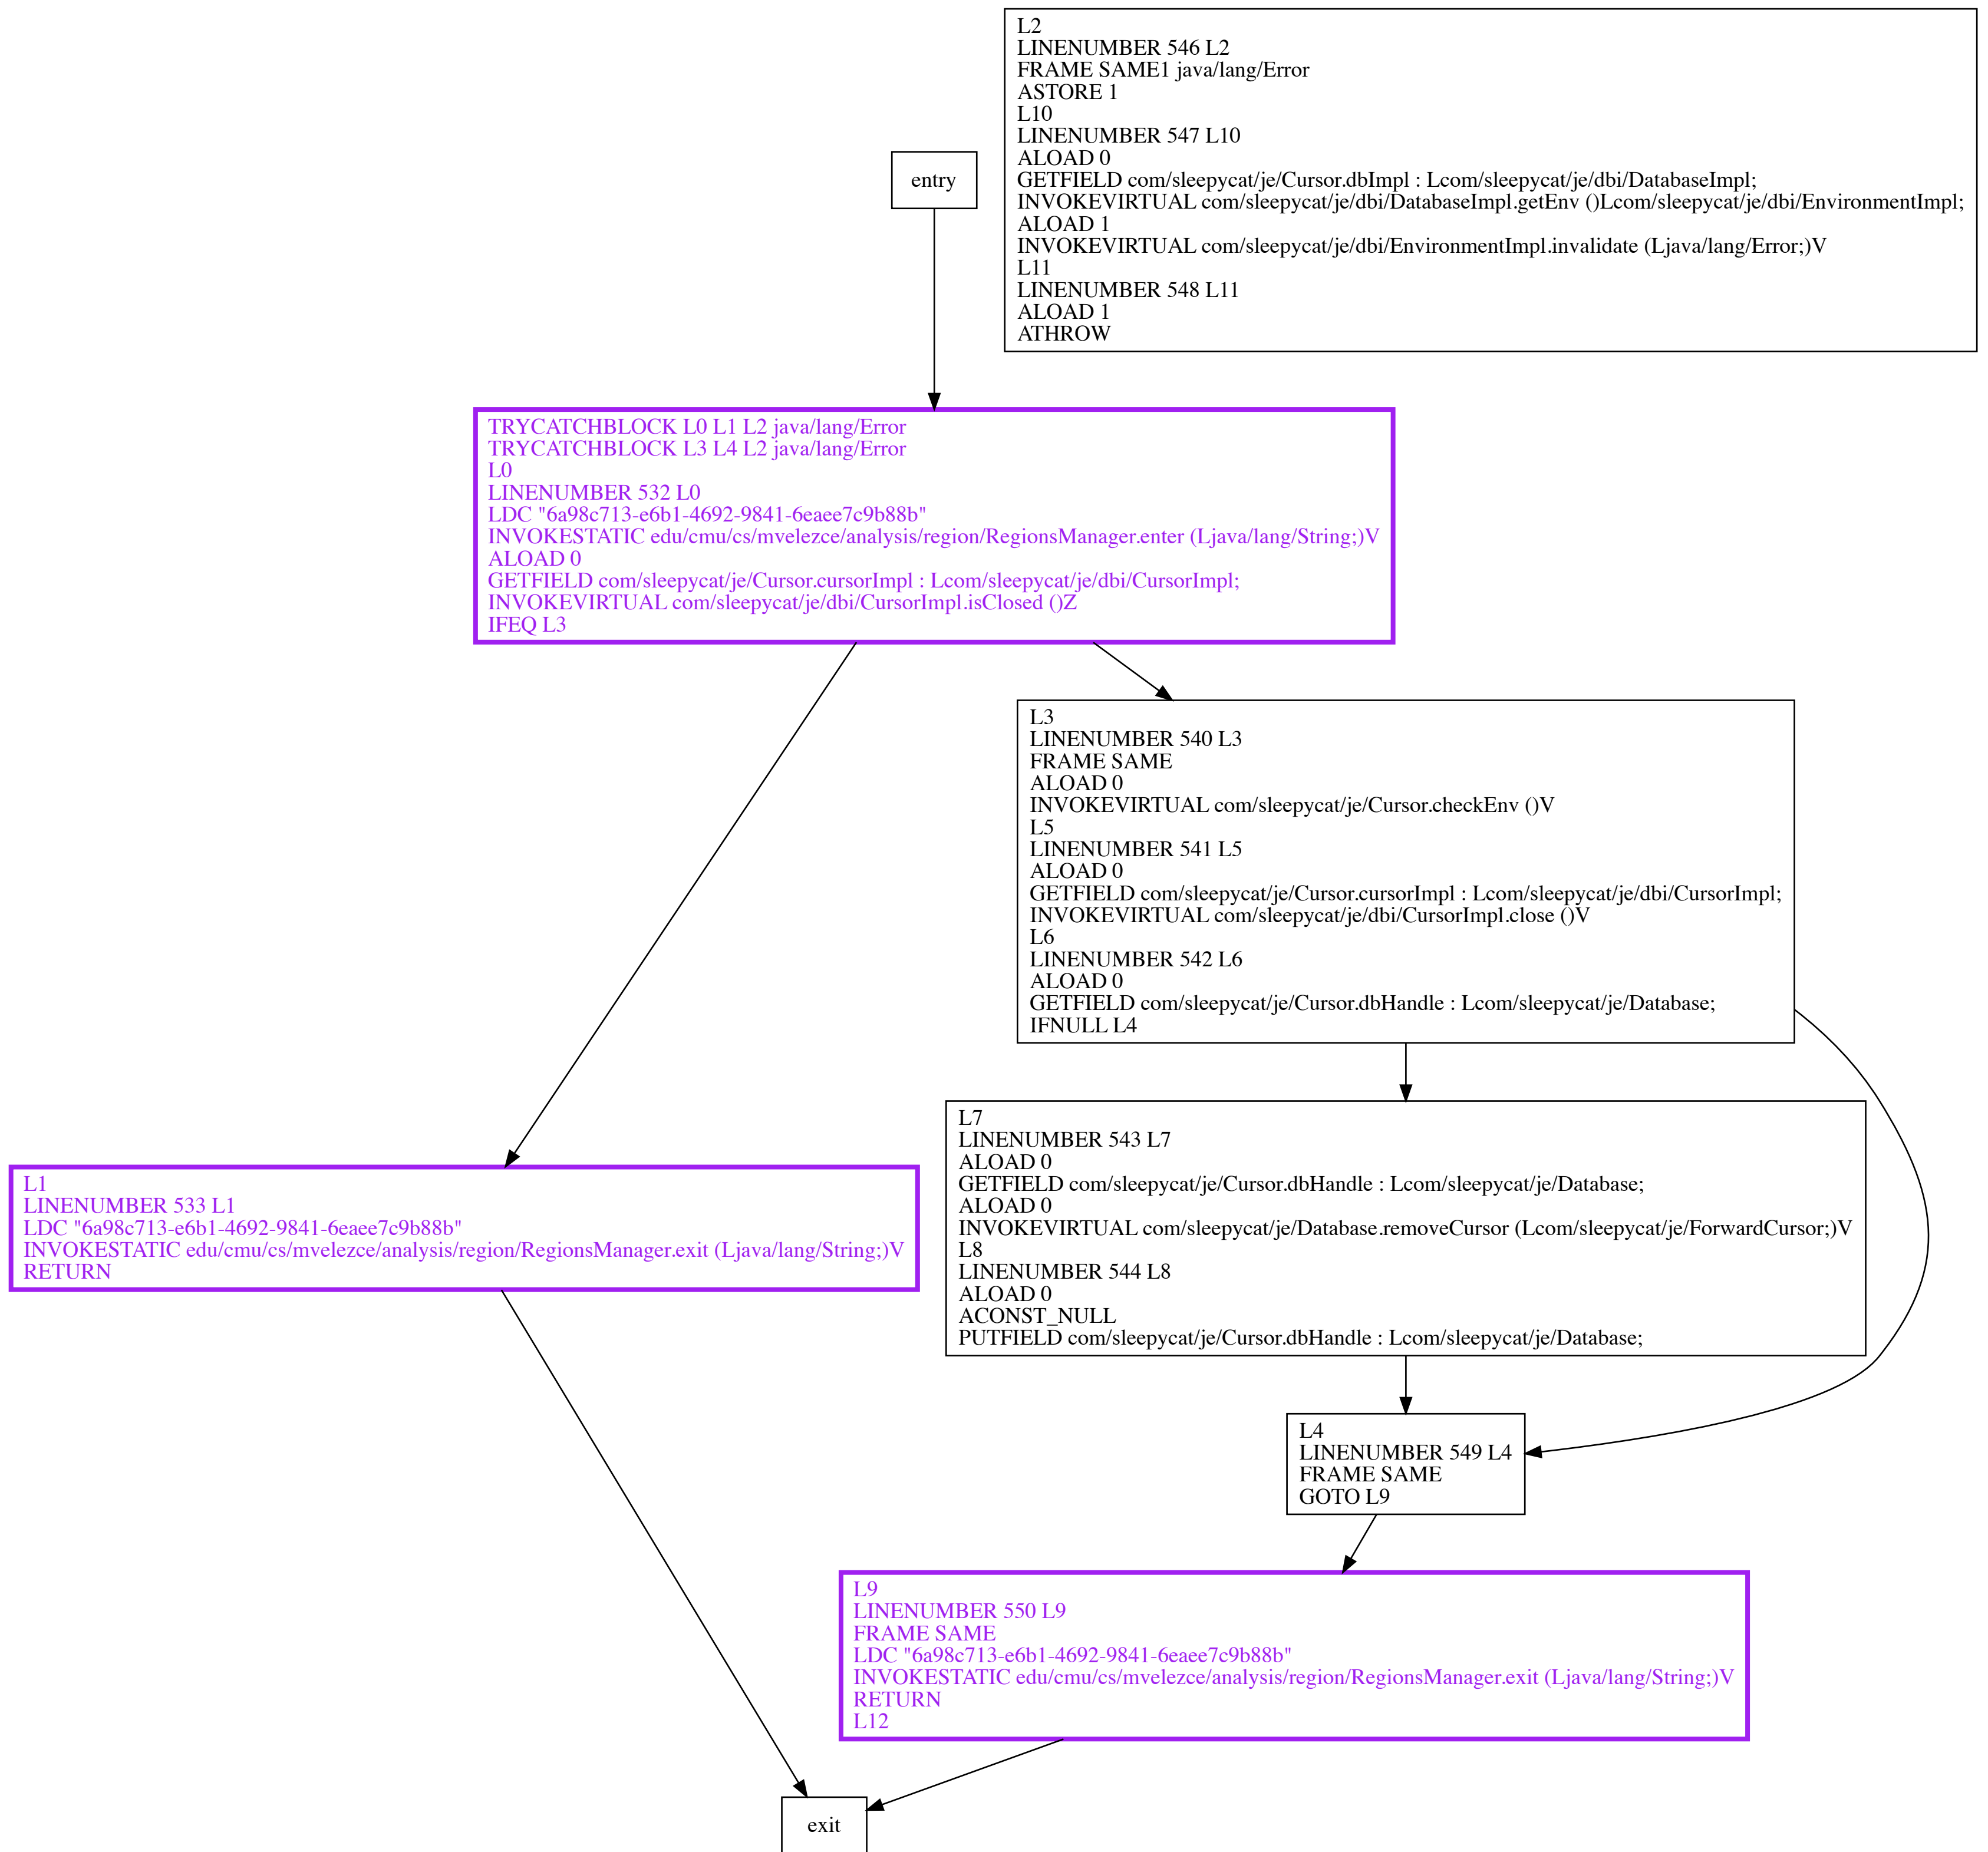 L2
LINENUMBER 546 L2
FRAME SAME1 java/lang/Error
ASTORE 1
L10
LINENUMBER 547 L10
ALOAD 0
GETFIELD com/sleepycat/je/Cursor.dbImpl : Lcom/sleepycat/je/dbi/DatabaseImpl;
INVOKEVIRTUAL com/sleepycat/je/dbi/DatabaseImpl.getEnv ()Lcom/sleepycat/je/dbi/EnvironmentImpl;
ALOAD 1
INVOKEVIRTUAL com/sleepycat/je/dbi/EnvironmentImpl.invalidate (Ljava/lang/Error;)V
L11
LINENUMBER 548 L11
ALOAD 1
ATHROW
entry
TRYCATCHBLOCK L0 L1 L2 java/lang/Error
TRYCATCHBLOCK L3 L4 L2 java/lang/Error
L0
LINENUMBER 532 L0
LDC "6a98c713-e6b1-4692-9841-6eaee7c9b88b"
INVOKESTATIC edu/cmu/cs/mvelezce/analysis/region/RegionsManager.enter (Ljava/lang/String;)V
ALOAD 0
GETFIELD com/sleepycat/je/Cursor.cursorImpl : Lcom/sleepycat/je/dbi/CursorImpl;
INVOKEVIRTUAL com/sleepycat/je/dbi/CursorImpl.isClosed ()Z
IFEQ L3
L3
LINENUMBER 540 L3
FRAME SAME
ALOAD 0
INVOKEVIRTUAL com/sleepycat/je/Cursor.checkEnv ()V
L5
LINENUMBER 541 L5
ALOAD 0
GETFIELD com/sleepycat/je/Cursor.cursorImpl : Lcom/sleepycat/je/dbi/CursorImpl;
INVOKEVIRTUAL com/sleepycat/je/dbi/CursorImpl.close ()V
L6
LINENUMBER 542 L6
ALOAD 0
GETFIELD com/sleepycat/je/Cursor.dbHandle : Lcom/sleepycat/je/Database;
IFNULL L4
L7
LINENUMBER 543 L7
ALOAD 0
GETFIELD com/sleepycat/je/Cursor.dbHandle : Lcom/sleepycat/je/Database;
ALOAD 0
INVOKEVIRTUAL com/sleepycat/je/Database.removeCursor (Lcom/sleepycat/je/ForwardCursor;)V
L8
LINENUMBER 544 L8
ALOAD 0
ACONST_NULL
PUTFIELD com/sleepycat/je/Cursor.dbHandle : Lcom/sleepycat/je/Database;
L1
LINENUMBER 533 L1
LDC "6a98c713-e6b1-4692-9841-6eaee7c9b88b"
INVOKESTATIC edu/cmu/cs/mvelezce/analysis/region/RegionsManager.exit (Ljava/lang/String;)V
RETURN
L4
LINENUMBER 549 L4
FRAME SAME
GOTO L9
L9
LINENUMBER 550 L9
FRAME SAME
LDC "6a98c713-e6b1-4692-9841-6eaee7c9b88b"
INVOKESTATIC edu/cmu/cs/mvelezce/analysis/region/RegionsManager.exit (Ljava/lang/String;)V
RETURN
L12
exit